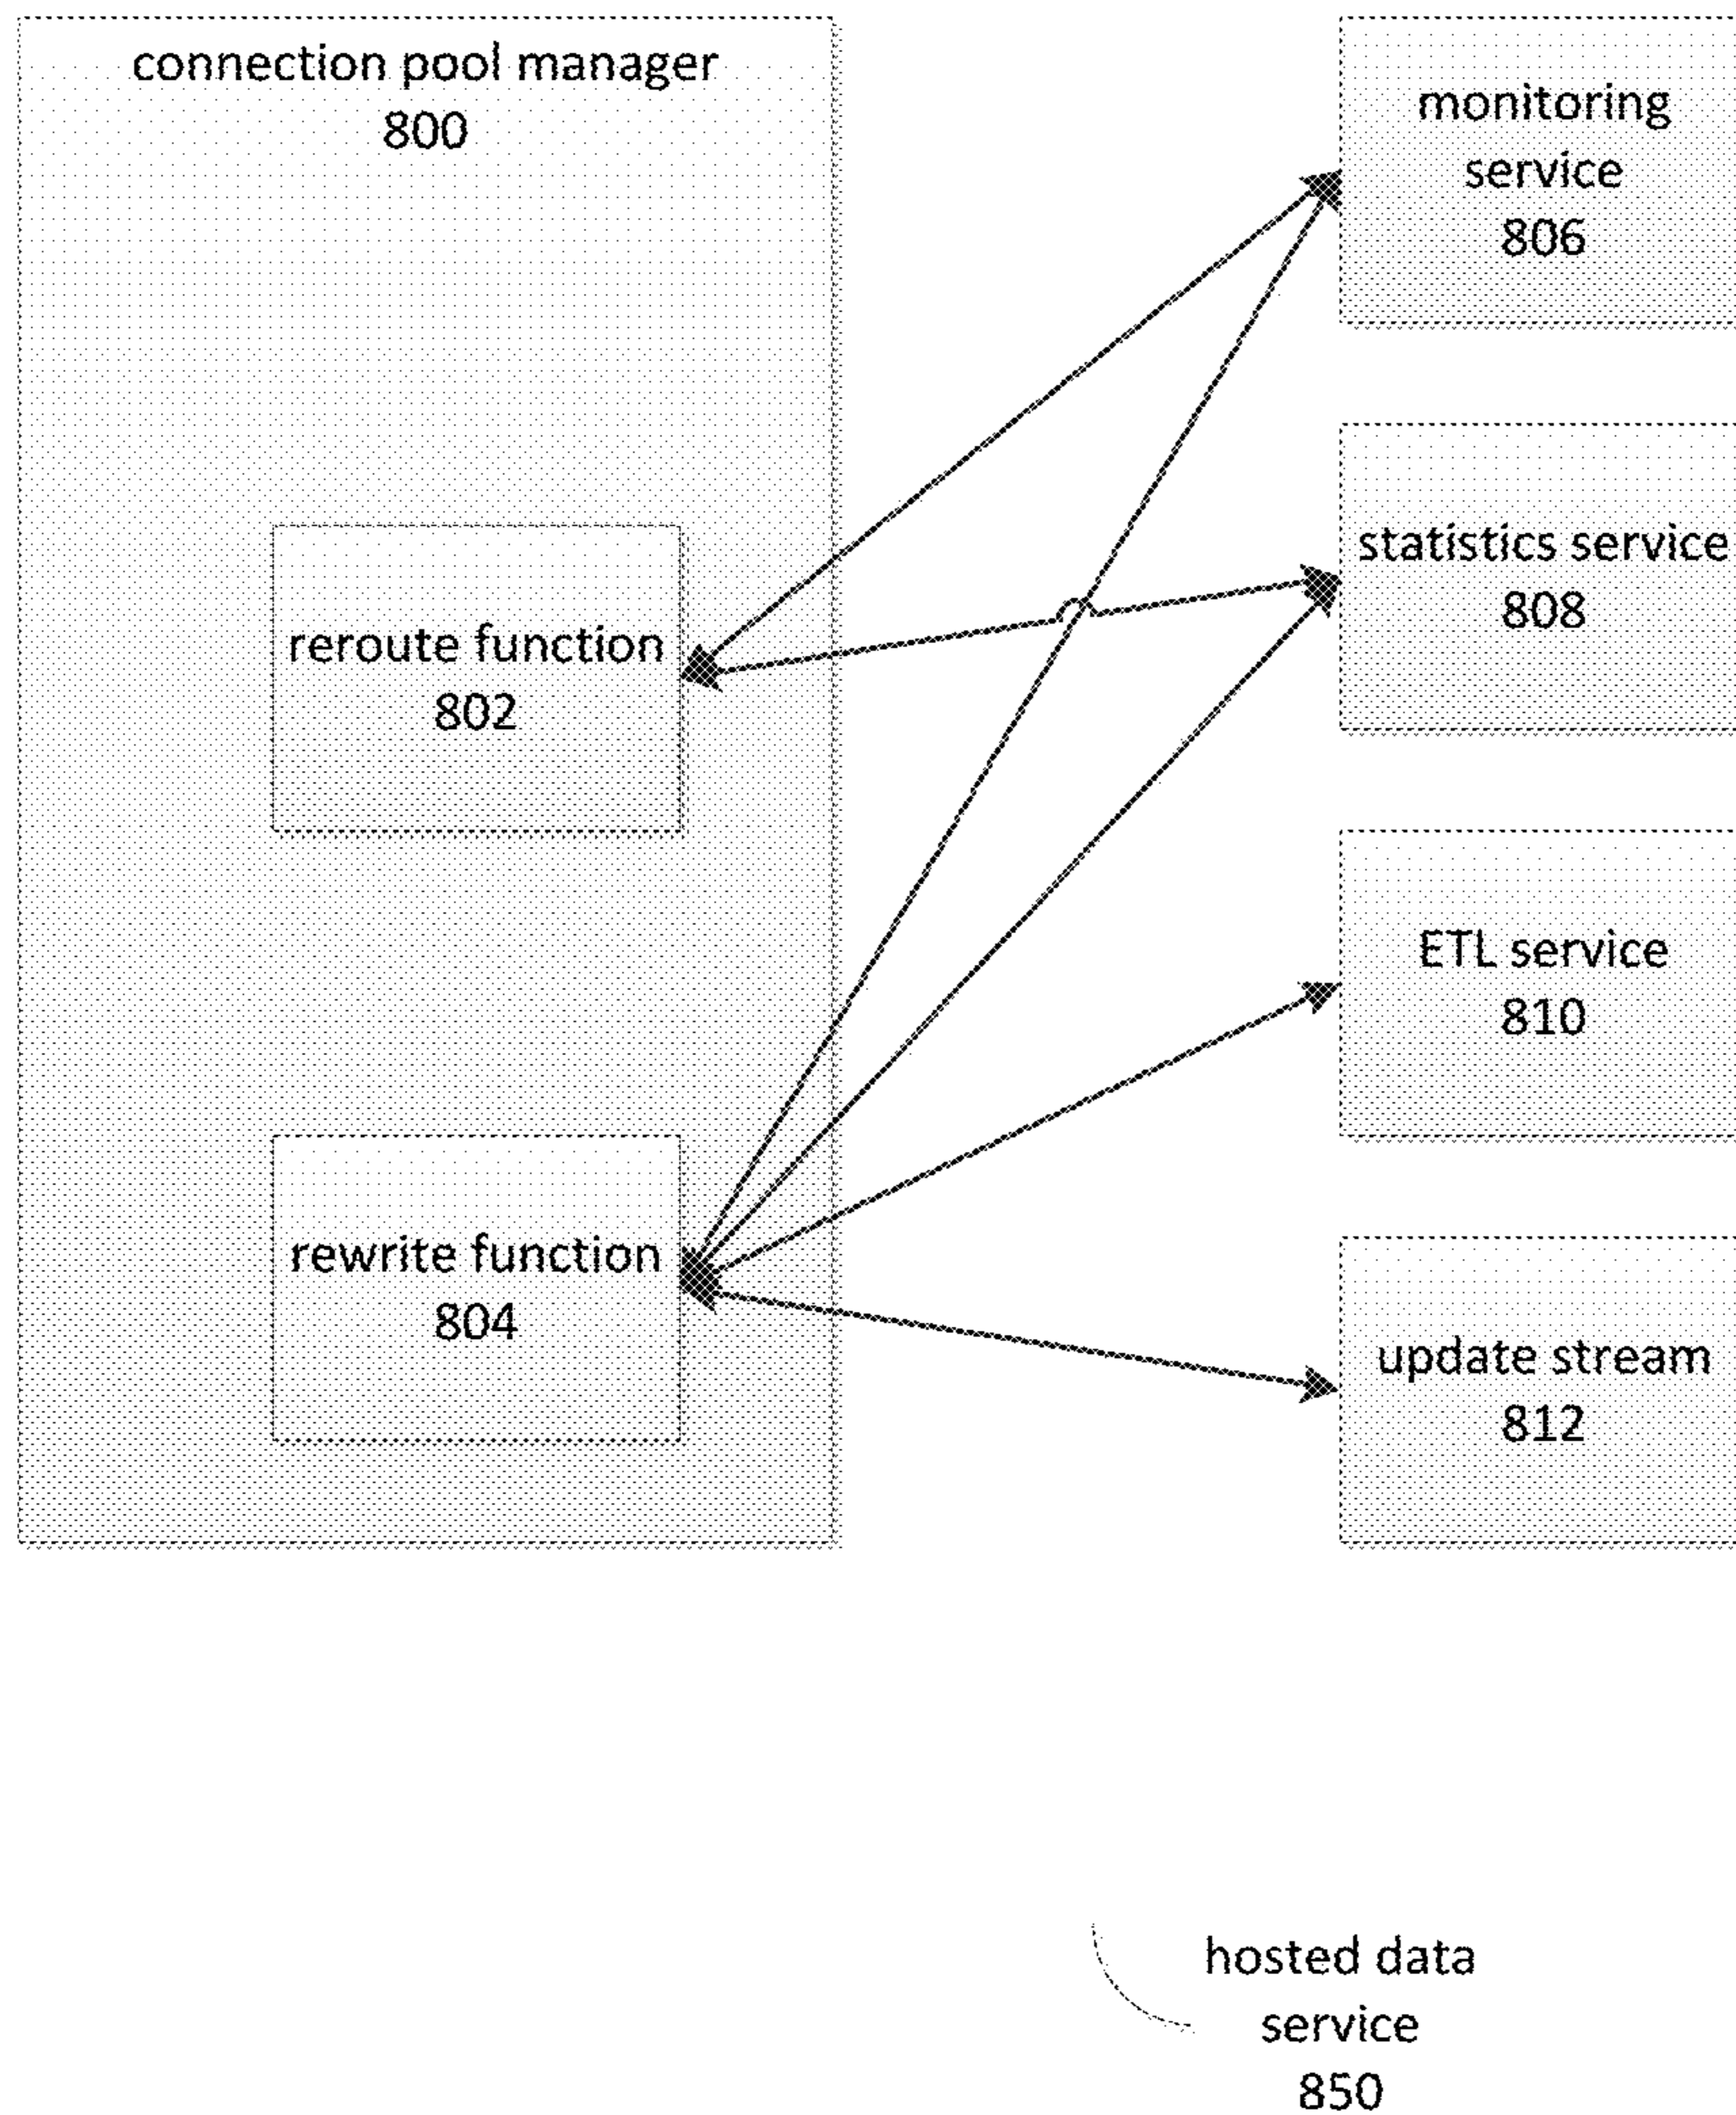 connection pool manager
800
monitoring
service
806
statistics service
808
reroute function
802
ETL service
810
rewrite function
804
update stream
812
hosted data
service
850